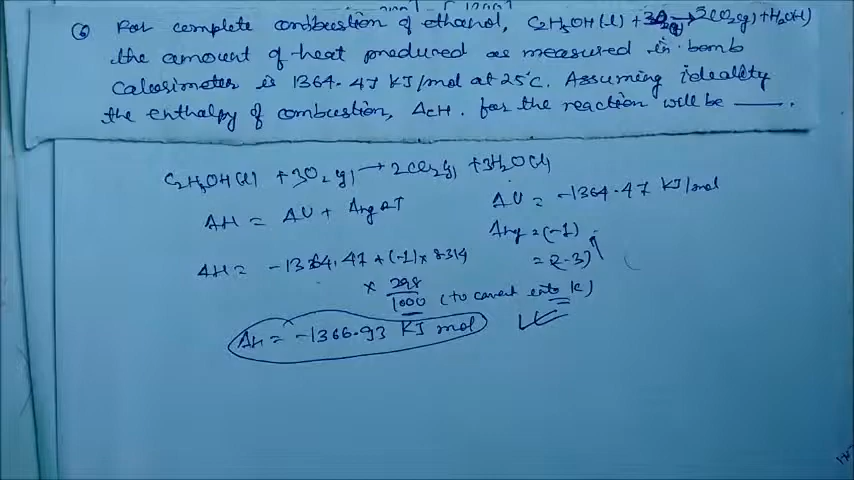 ⑥ For complete combustion of ethanol, C₂H₅OH(l) + 3O₂(g) → 2CO₂(g) + H₂O(l)
the amount of heat produced as measured in bomb
Calorimeter is 1364.47 KJ/mol at 25°C. Assuming ideality
the enthalpy of combustion, ΔcH. for the reaction will be ____.
C₂H₅OH(l) + 3O₂(g) → 2CO₂(g) + 3H₂O(l)
ΔH = ΔU + ΔngRT
ΔU = -1364.47 KJ/mol
Δng = (-1)
= (2-3)
ΔH = -1364.47 + (-1) × 8.314
× 298
1000 (to convert into K)
ΔH = -1366.93 KJ mol